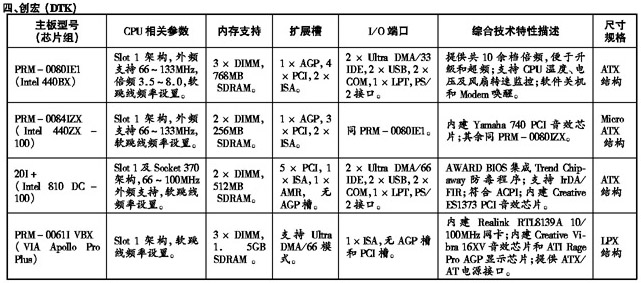 四、创宏 (DTK)
主板型号
(芯片组)
CPU 相关参数
内存支持
扩展槽
I/O 端口
综合技术特性描述
尺寸
规格
PRM-0080IE1
(Intel 440BX)
Slot 1 架构,外频
支持 66~133MHz,
倍频 3.5~8.0,软
跳线频率设置。
3× DIMM,
768MB
SDRAM。
1× AGP,4
× PCI,2×
ISA。
2× Ultra DMA/33
IDE,2× USB,2×
COM,1× LPT,PS/
2 接口。
提供共 10 余档倍频,便于升
级和超频;支持 CPU 温度、电
压及风扇转速监控;软件关机
和 Modem 唤醒。
ATX
结构
PRM-0084IZX
(Intel 440ZX-
100)
Slot 1 架构,外频
支持 66~133MHz,
软跳线频率设置。
2× DIMM,
256MB
SDRAM。
1× AGP,3
× PCI,2×
ISA。
同 PRM-0080IE1。
内建 Yamaha 740 PCI 音效芯
片;其余同 PRM-0080IZX。
Micro
ATX
结构
201+
(Intel 810 DC-
100)
Slot 1 及 Socket 370
架构,66~100MHz
外频支持,软跳线
频率设置。
2× DIMM,
512MB
SDRAM。
5× PCI,1
× ISA,1×
AMR, 无
AGP 槽。
2× Ultra DMA/66
IDE,2× USB,2×
COM,1× LPT,PS/
2 接口。
AWARD BIOS 集成 Trend Chip-
away 防毒程序;支持 IrDA/
FIR;符合 ACPI;内建 Creative
ES1373 PCI 音效芯片。
ATX
结构
PRM-0061I VBX
(VIA Apollo Pro
Plus)
Slot 1 架构,软跳
线频率设置。
3× DIMM,
1. 5GB
SDRAM。
支持 Ultra
DMA/66 模
式。
1×ISA,无 AGP 槽
和 PCI 槽。
内建 Realink RTL8139A 10/
100MHz 网卡;内建 Creative Vi-
bra 16XV 音效芯片和 ATI Rage
Pro AGP 显示芯片;提供 ATX/
AT 电源接口。
LPX
结构